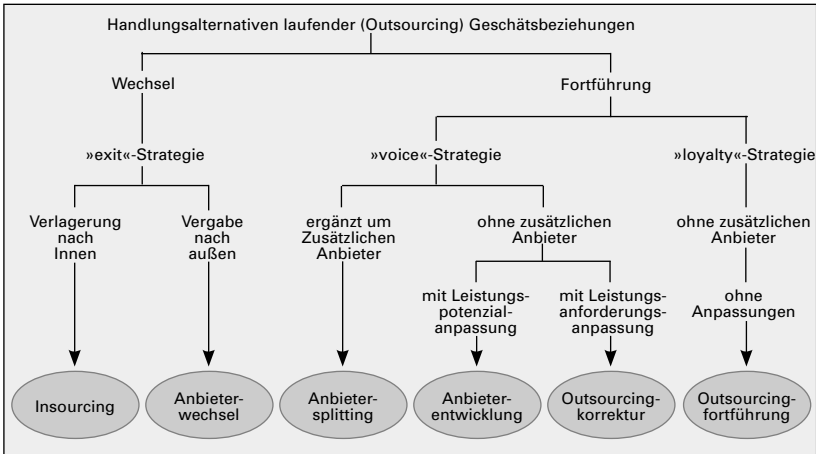 Handlungsalternativen laufender (Outsourcing) Geschätsbeziehungen
Wechsel
Fortführung
»exit«-Strategie
»voice«-Strategie
»loyalty«-Strategie
Verlagerung
nach
Innen
Vergabe
nach
außen
ergänzt um
Zusätzlichen
Anbieter
ohne zusätzlichen
Anbieter
ohne zusätzlichen
Anbieter
mit Leistungs-
potenzial-
anpassung
mit Leistungs-
anforderungs-
anpassung
ohne
Anpassungen
Insourcing
Anbieter-
wechsel
Anbieter-
splitting
Anbieter-
entwicklung
Outsourcing-
korrektur
Outsourcing-
fortführung